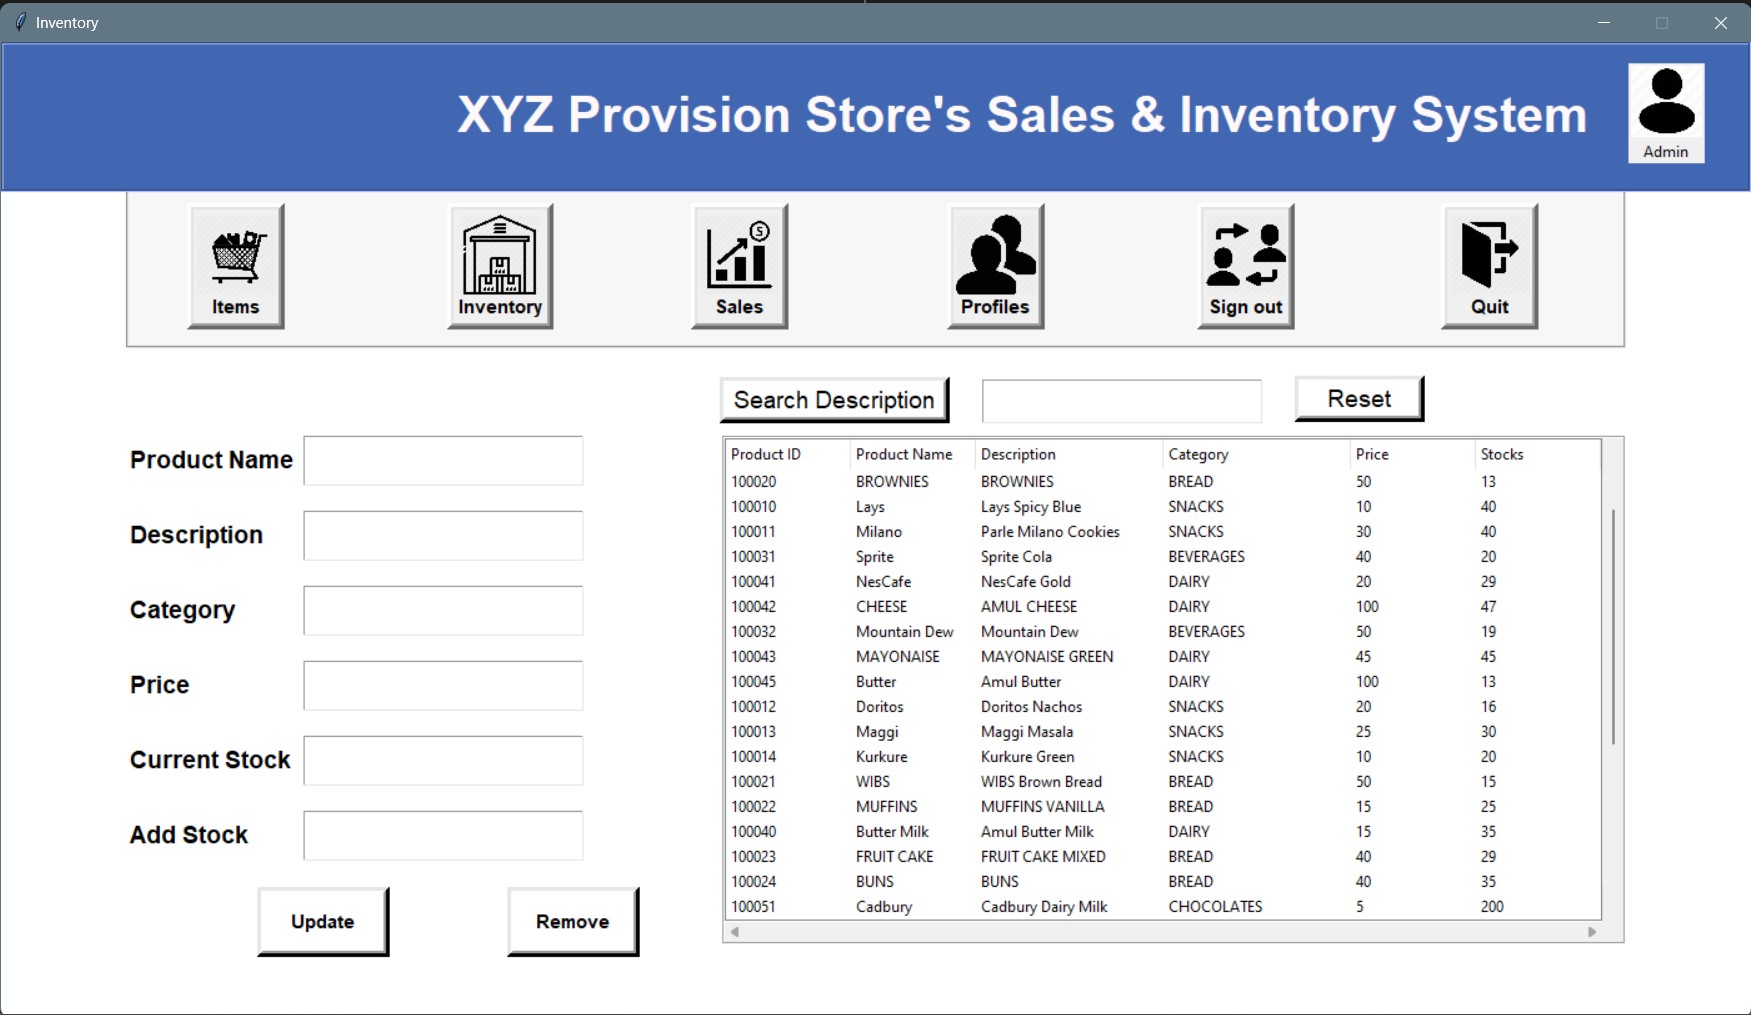 Inventory
XYZ Provision Store's Sales & Inventory System
Admin
Items Inventory Sales Profiles Sign out Quit
Search Description Reset
Product Name
Description
Category
Price
Current Stock
Add Stock
Update Remove
Product ID Product Name Description Category Price Stocks
100020 BROWNIES BROWNIES BREAD 50 13
100010 Lays Lays Spicy Blue SNACKS 10 40
100011 Milano Parle Milano Cookies SNACKS 30 40
100031 Sprite Sprite Cola BEVERAGES 40 20
100041 NesCafe NesCafe Gold DAIRY 20 29
100042 CHEESE AMUL CHEESE DAIRY 100 47
100032 Mountain Dew Mountain Dew BEVERAGES 50 19
100043 MAYONAISE MAYONAISE GREEN DAIRY 45 45
100045 Butter Amul Butter DAIRY 100 13
100012 Doritos Doritos Nachos SNACKS 20 16
100013 Maggi Maggi Masala SNACKS 25 30
100014 Kurkure Kurkure Green SNACKS 10 20
100021 WIBS WIBS Brown Bread BREAD 50 15
100022 MUFFINS MUFFINS VANILLA BREAD 15 25
100040 Butter Milk Amul Butter Milk DAIRY 15 35
100023 FRUIT CAKE FRUIT CAKE MIXED BREAD 40 29
100024 BUNS BUNS BREAD 40 35
100051 Cadbury Cadbury Dairy Milk CHOCOLATES 5 200